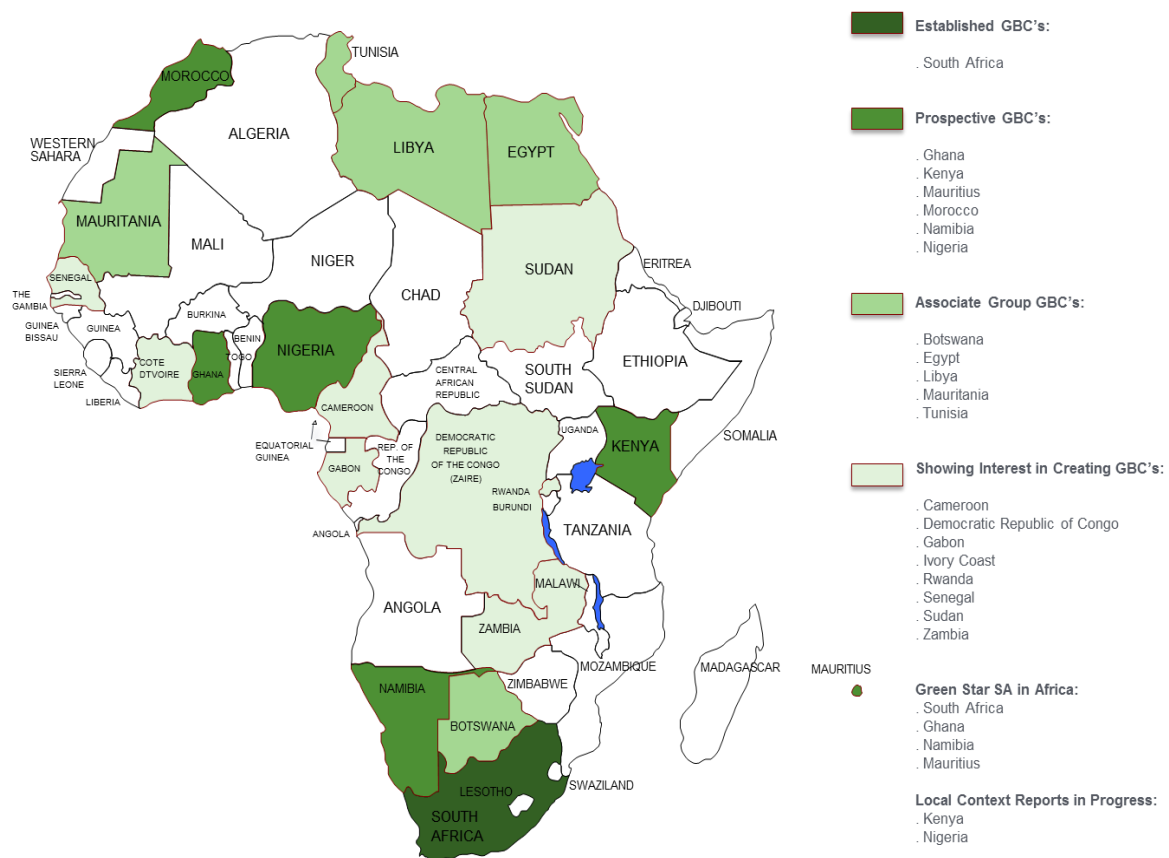 TUNISIA
MOROCCO
ALGERIA
WESTERN
SAHARA
LIBYA
EGYPT
MAURITANIA
MALI
NIGER
SUDAN
ERITREA
SENEGAL
THE
GAMBIA
CHAD
DJIBOUTI
GUINEA
BISSAU
GUINEA
BURKINA
BENIN
TOGO
NIGERIA
COTE
DTVOIRE
GHANA
SIERRA
LEONE
LIBERIA
CENTRAL
AFRICAN
REPUBLIC
SOUTH
SUDAN
ETHIOPIA
CAMEROON
SOMALIA
UGANDA
KENYA
EQUATORIAL
GUINEA
GABON
REP. OF
THE
CONGO
DEMOCRATIC
REPUBLIC
OF THE CONGO
(ZAIRE)
RWANDA
BURUNDI
ANGOLA
TANZANIA
MALAWI
ANGOLA
ZAMBIA
MOZAMBIQUE
MADAGASCAR
MAURITIUS
ZIMBABWE
NAMIBIA
BOTSWANA
SWAZILAND
LESOTHO
SOUTH
AFRICA
Established GBC's:
. South Africa
Prospective GBC's:
. Ghana
. Kenya
. Mauritius
. Morocco
. Namibia
. Nigeria
Associate Group GBC's:
. Botswana
. Egypt
. Libya
. Mauritania
. Tunisia
Showing Interest in Creating GBC's:
. Cameroon
. Democratic Republic of Congo
. Gabon
. Ivory Coast
. Rwanda
. Senegal
. Sudan
. Zambia
Green Star SA in Africa:
. South Africa
. Ghana
. Namibia
. Mauritius
Local Context Reports in Progress:
. Kenya
. Nigeria